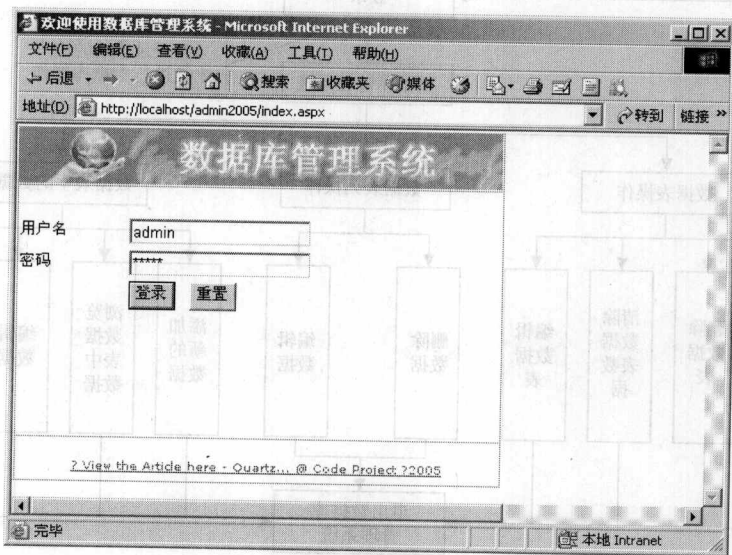 欢迎使用数据库管理系统 - Microsoft Internet Explorer
文件(F) 编辑(E) 查看(V) 收藏(A) 工具(T) 帮助(H)
后退 搜索 收藏夹 媒体
地址(D) http://localhost/admin2005/index.aspx 转到 链接 »
数据库管理系统
用户名 admin
密码 *****
登录 重置
? View the Article here - Quartz... @ Code Project ?2005
完毕 本地 Intranet